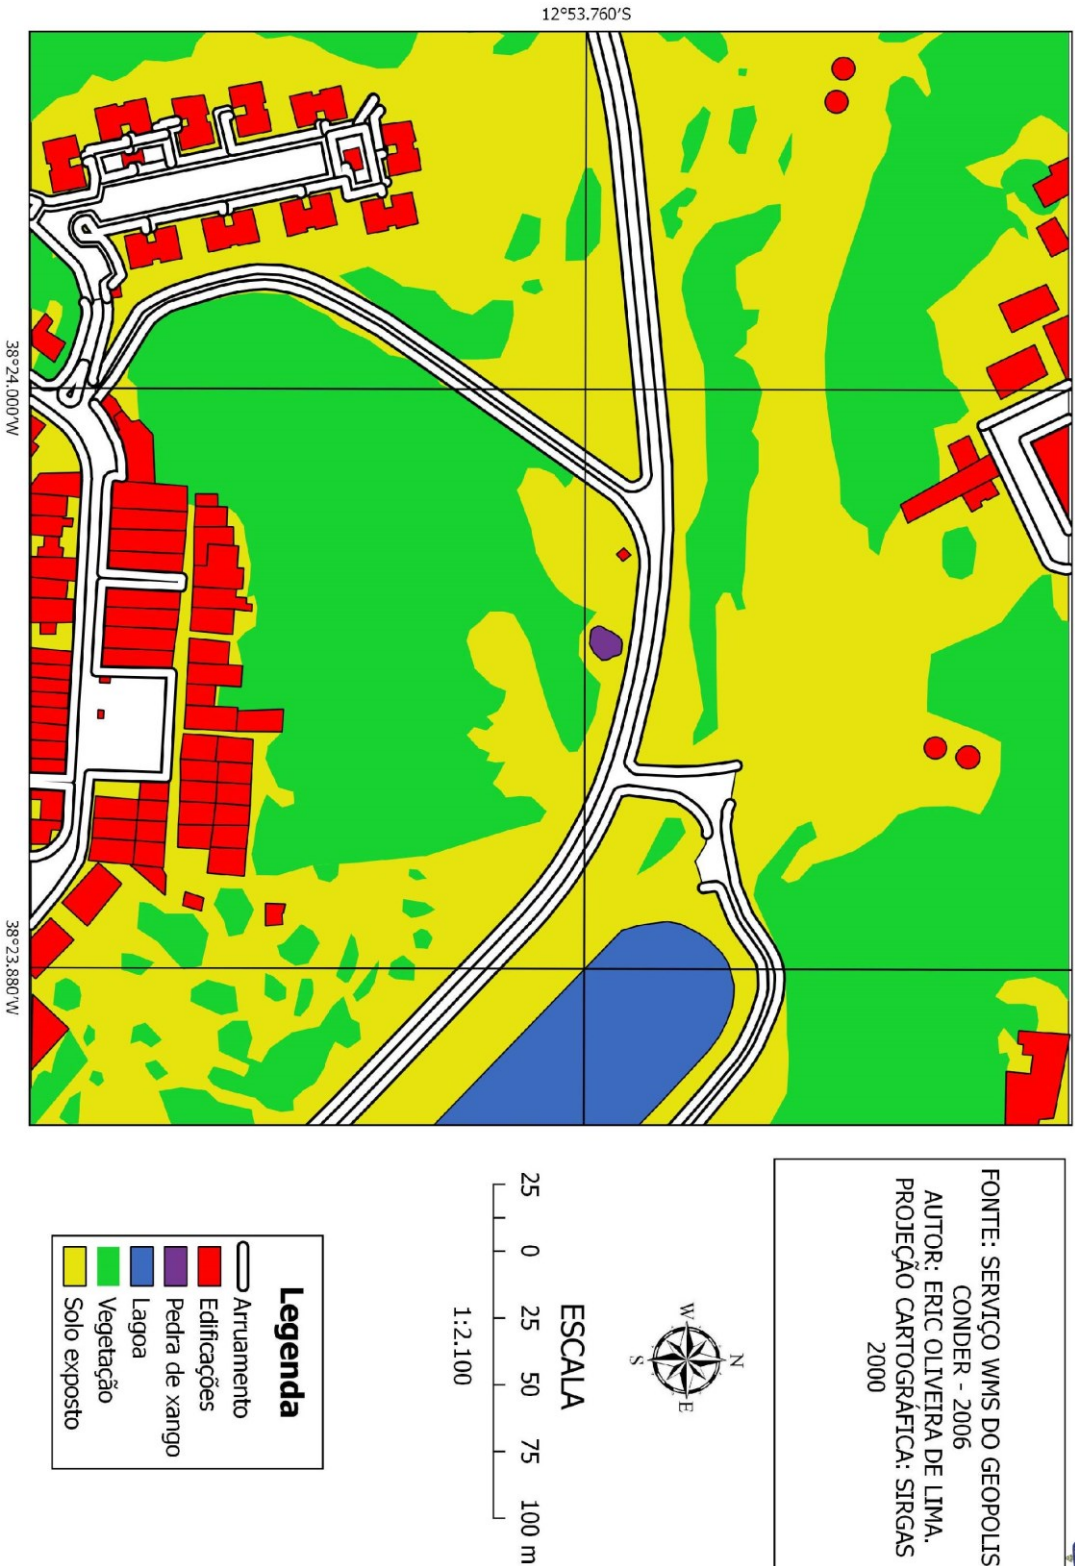 12°53.760'S
38°24.000'W
38°23.880'W
FONTE: SERVIÇO WMS DO GEOPOLIS
CONDER - 2006
AUTOR: ERIC OLIVEIRA DE LIMA.
PROJEÇÃO CARTOGRÁFICA: SIRGAS
2000
N
W
E
S
ESCALA
25 0 25 50 75 100 m
1:2.100
Legenda
Arruamento
Edificações
Pedra de xango
Lagoa
Vegetação
Solo exposto